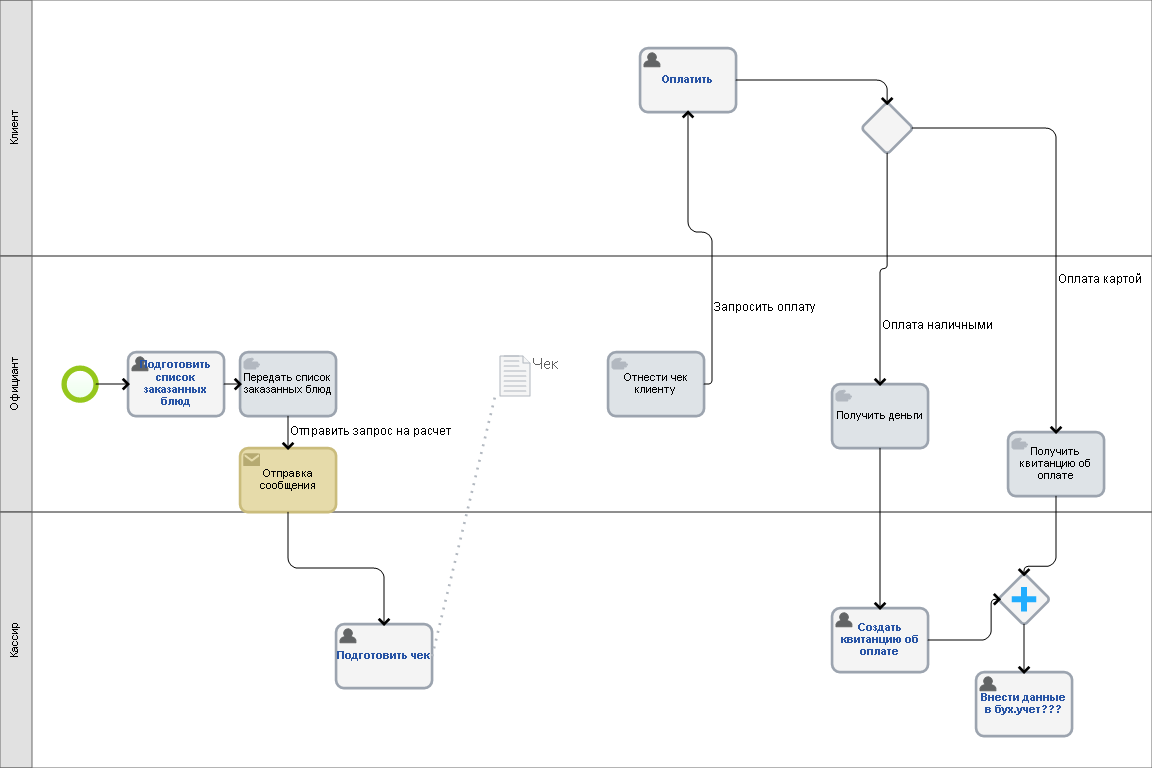 Клиент
Оплатить
Официант
Подготовить
список
заказанных
блюд
Передать список
заказанных блюд
Отправить запрос на расчет
Отправка
сообщения
Чек
Отнести чек
клиенту
Запросить оплату
Оплата наличными
Оплата картой
Получить деньги
Получить
квитанцию об
оплате
Кассир
Подготовить чек
Создать
квитанцию об
оплате
Внести данные
в бух.учет???